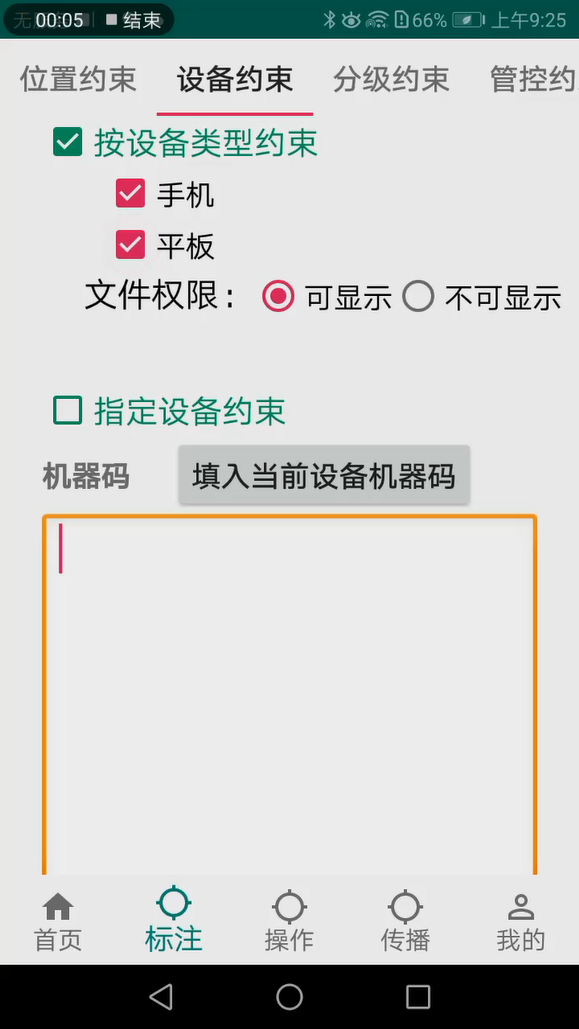 00:05 结束 66% 上午9:25
位置约束 设备约束 分级约束 管控约
按设备类型约束
手机
平板
文件权限： 可显示 不可显示
指定设备约束
机器码 填入当前设备机器码
首页 标注 操作 传播 我的